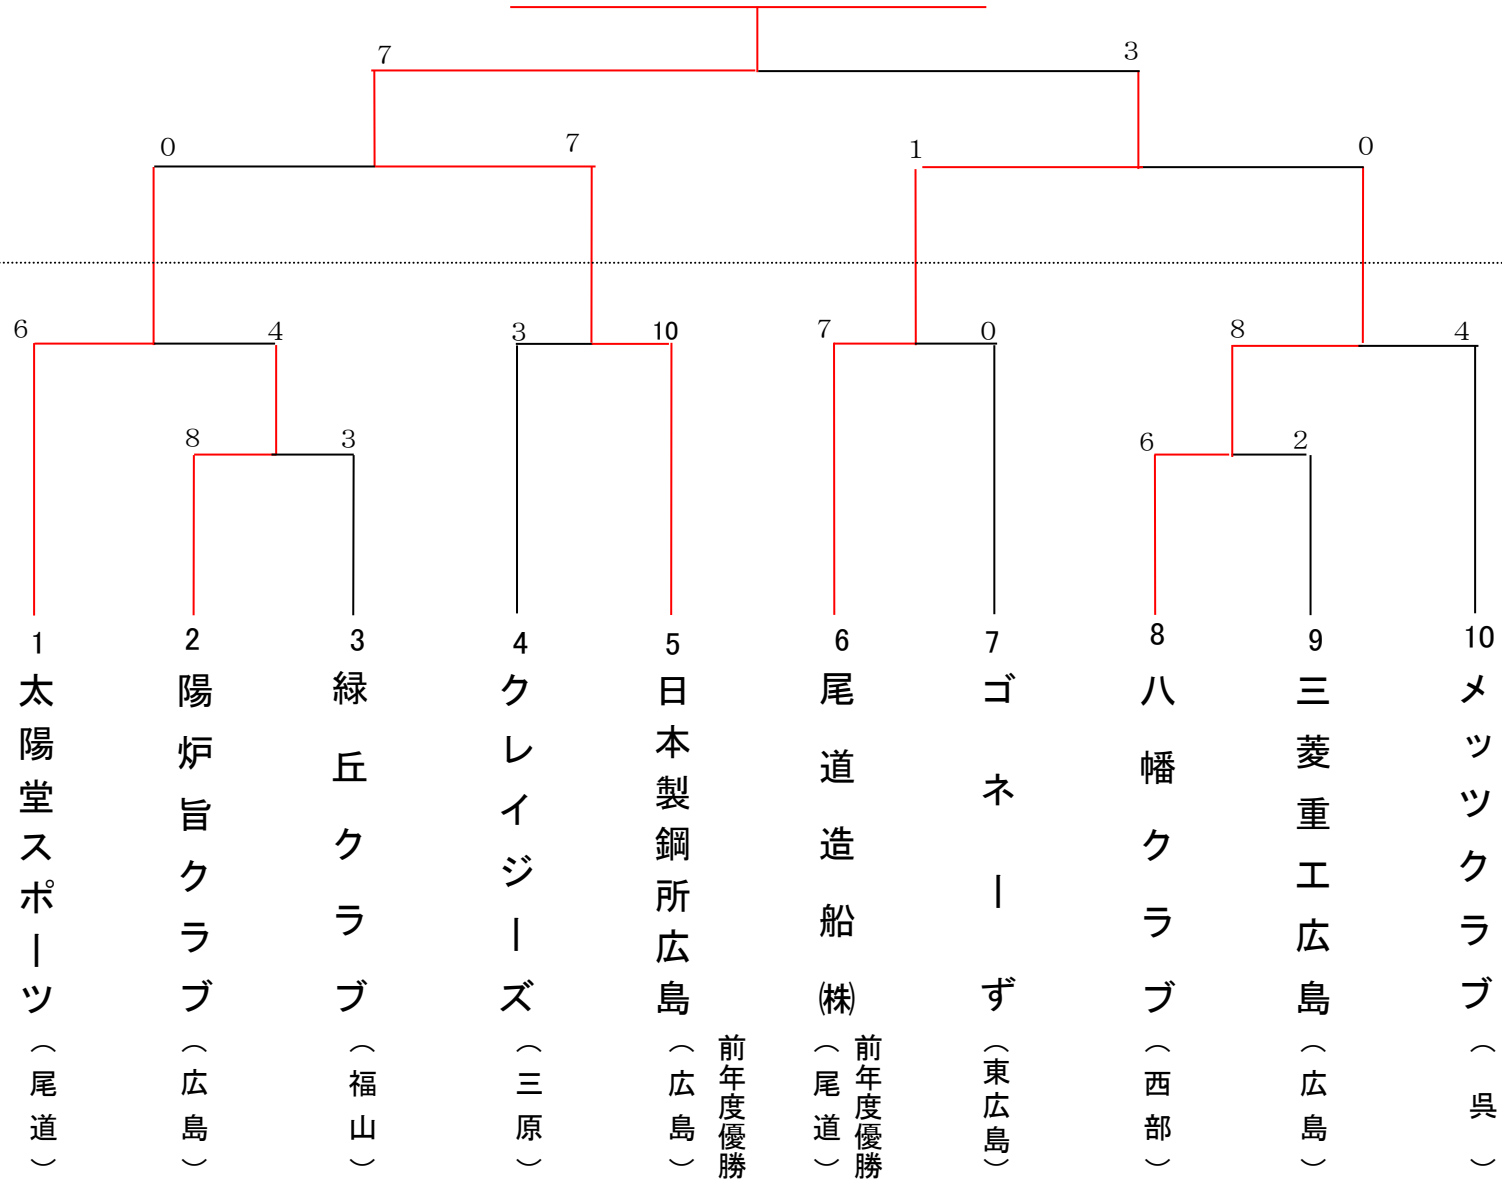 7 3
0 7 1 0
6 4 3 10 7 0 8 4
8 3 6 2
1 2 3 4 5 6 7 8 9 10
太陽堂スポーツ
(尾道)
陽炉旨クラブ
(広島)
緑丘クラブ
(福山)
クレイジーズ
(三原)
日本製鋼所広島
(広島)
前年度優勝
尾道造船㈱
(尾道)
前年度優勝
ゴネーず
(東広島)
八幡クラブ
(西部)
三菱重工広島
(広島)
メッツクラブ
(呉)